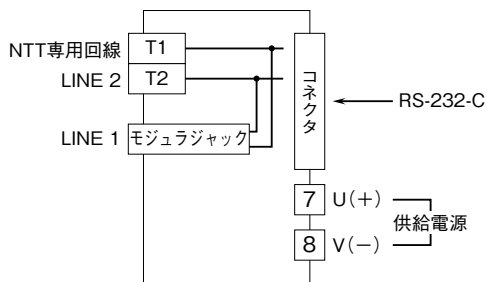 NTT専用回線
T1
LINE 2
T2
LINE 1
モジュラジャック
コネクタ
RS-232-C
7
U(+)
供給電源
8
V(−)